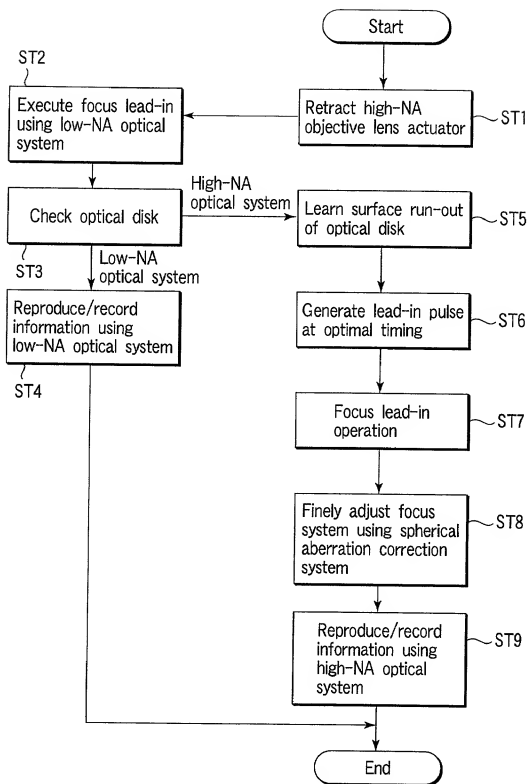 Start
Retract high-NA
objective lens actuator
ST1
ST2
Execute focus lead-in
using low-NA optical
system
Check optical disk
ST3
High-NA
optical system
Low-NA
optical system
Reproduce/record
information using
low-NA optical system
ST4
Learn surface run-out
of optical disk
ST5
Generate lead-in pulse
at optimal timing
ST6
Focus lead-in
operation
ST7
Finely adjust focus
system using spherical
aberration correction
system
ST8
Reproduce/record
information using
high-NA optical
system
ST9
End